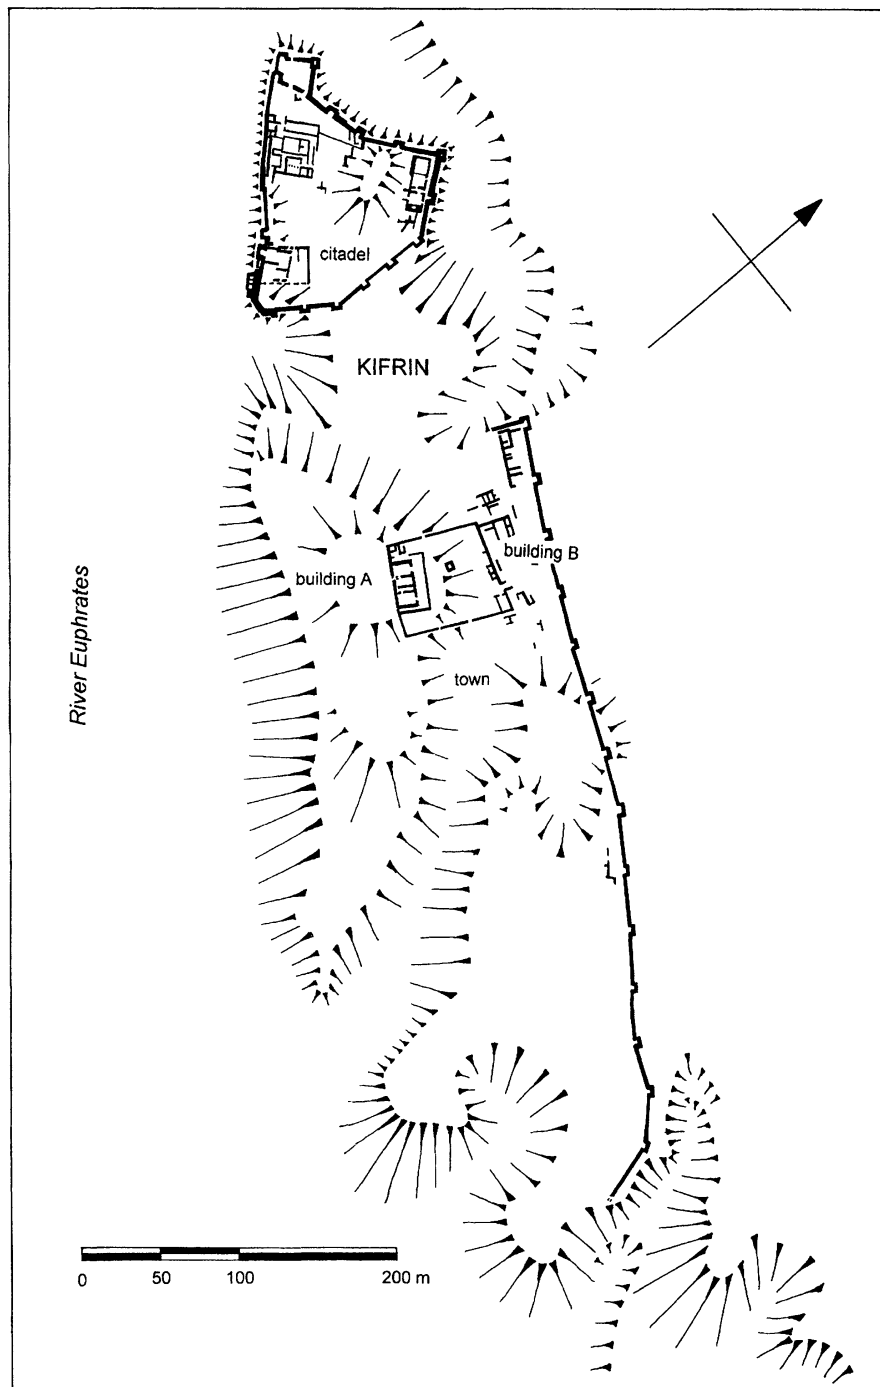 citadel
KIFRIN
building B
building A
River Euphrates
town
0 50 100 200 m